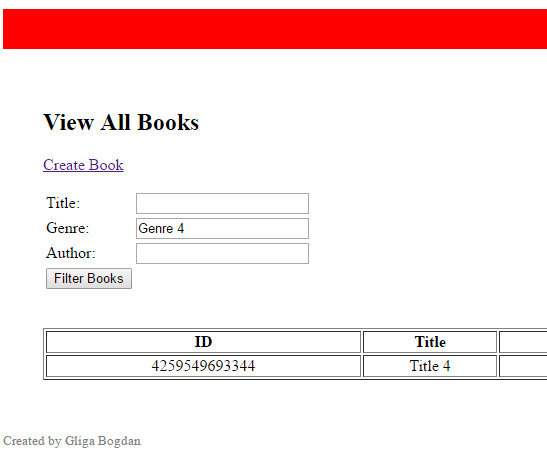 View All Books
Create Book
Title:
Genre: Genre 4
Author:
Filter Books
ID Title
4259549693344 Title 4
Created by Gliga Bogdan